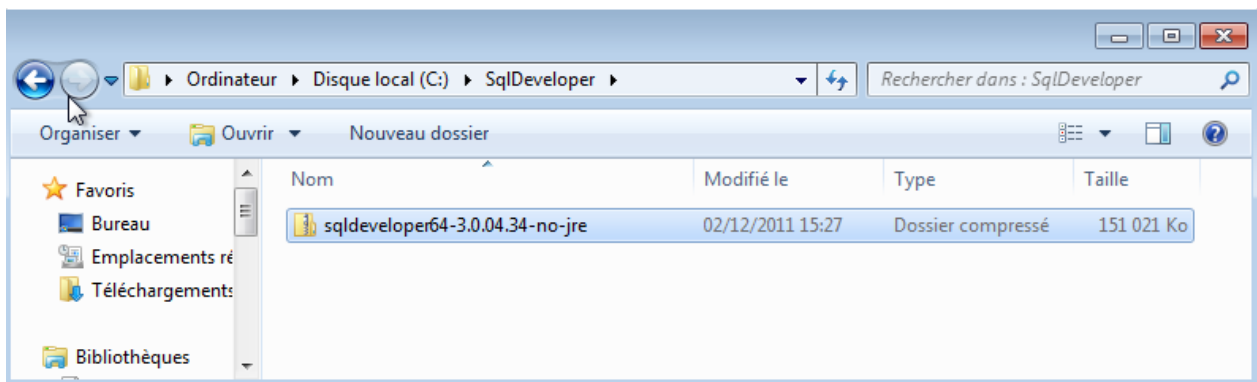 Ordinateur Disque local (C:) SqlDeveloper Rechercher dans : SqlDeveloper
Organiser Ouvrir Nouveau dossier
Nom Modifié le Type Taille
Favoris
Bureau
sqldeveloper64-3.0.04.34-no-jre 02/12/2011 15:27 Dossier compressé 151 021 Ko
Emplacements ré
Téléchargements
Bibliothèques